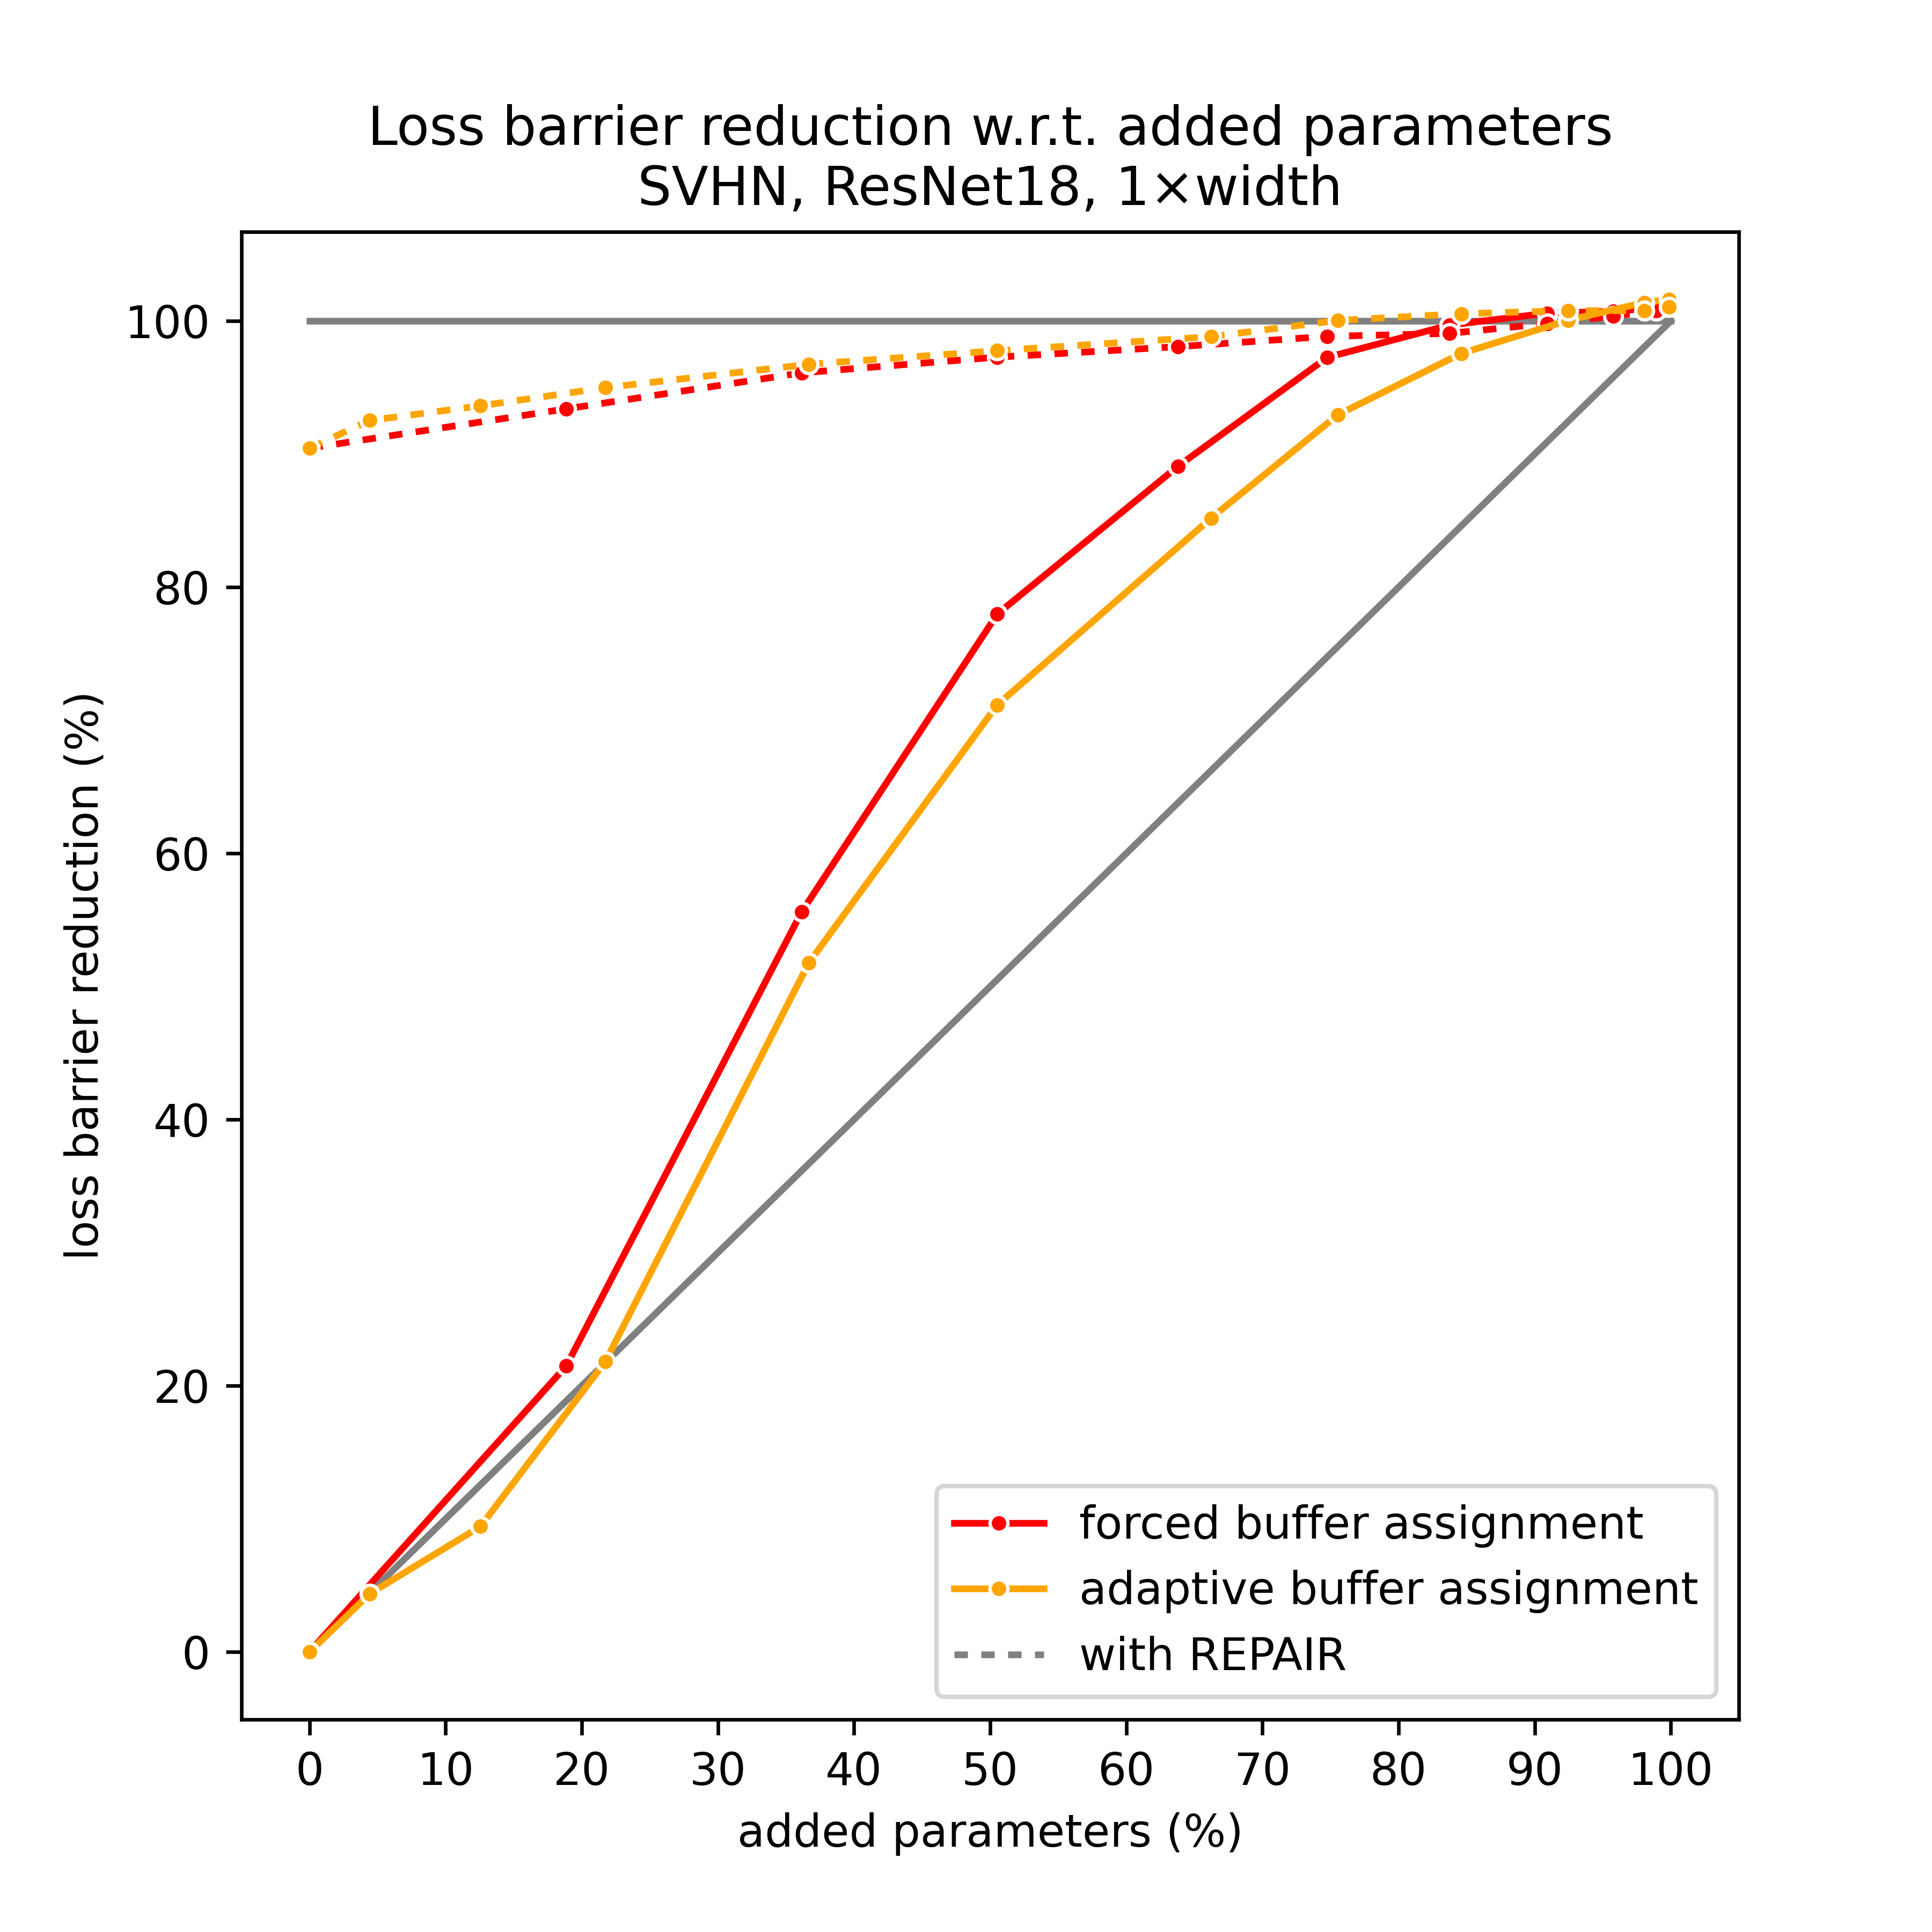 Loss barrier reduction w.r.t. added parameters
SVHN, ResNet18, 1×width
loss barrier reduction (%)
100
80
60
40
20
0
forced buffer assignment
adaptive buffer assignment
with REPAIR
0 10 20 30 40 50 60 70 80 90 100
added parameters (%)